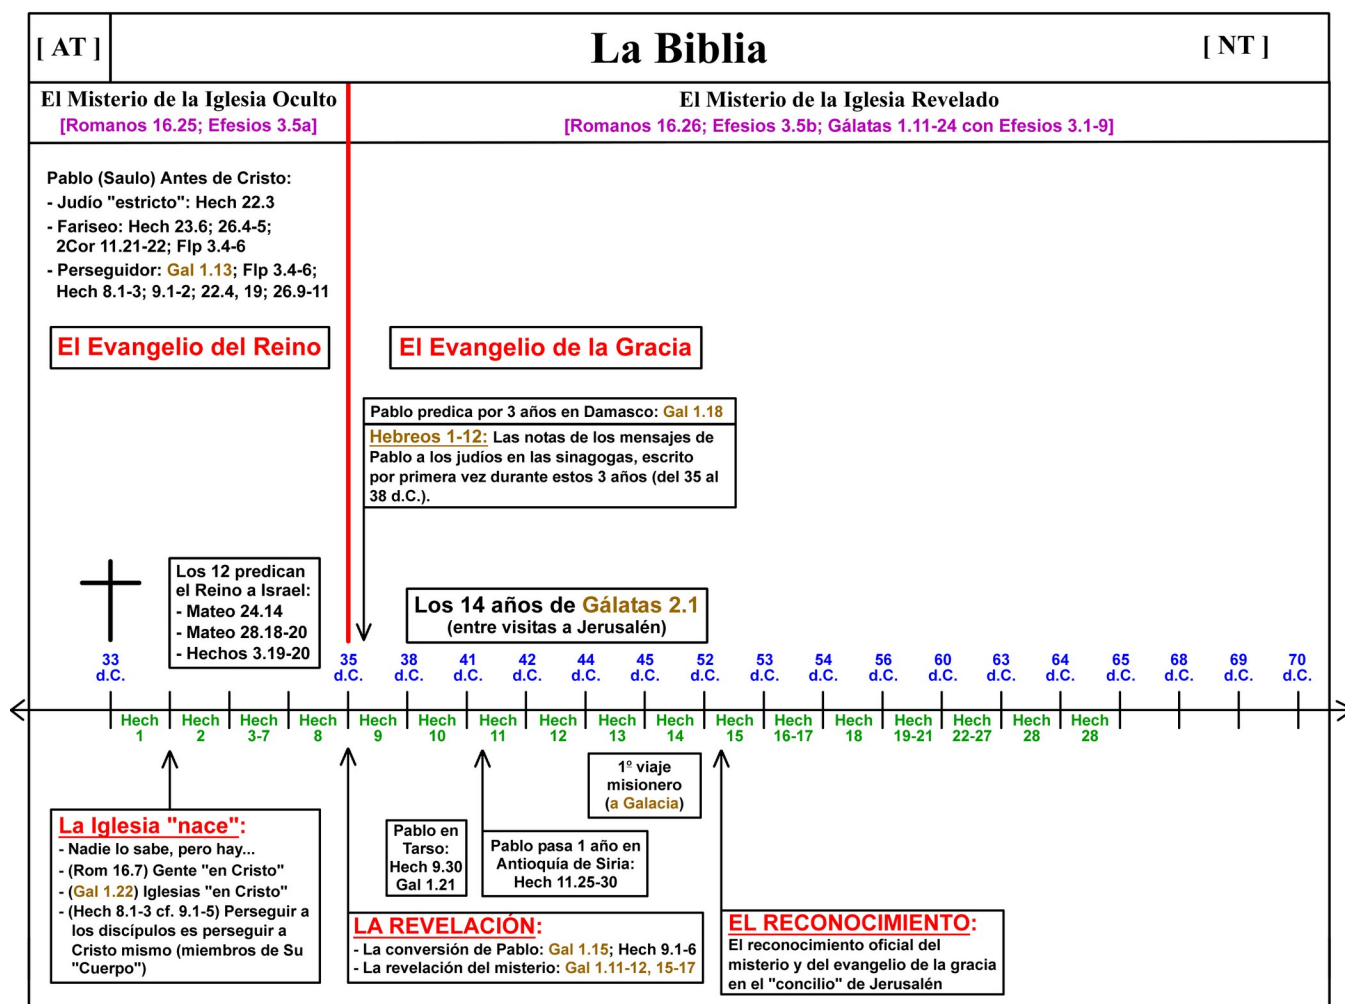 [ AT ]
La Biblia
[ NT ]
El Misterio de la Iglesia Oculto
[Romanos 16.25; Efesios 3.5a]
El Misterio de la Iglesia Revelado
[Romanos 16.26; Efesios 3.5b; Gálatas 1.11-24 con Efesios 3.1-9]
Pablo (Saulo) Antes de Cristo:
- Judío "estricto": Hech 22.3
- Fariseo: Hech 23.6; 26.4-5;
2Cor 11.21-22; Flp 3.4-6
- Perseguidor: Gal 1.13; Flp 3.4-6;
Hech 8.1-3; 9.1-2; 22.4, 19; 26.9-11
El Evangelio del Reino
El Evangelio de la Gracia
Pablo predica por 3 años en Damasco: Gal 1.18
Hebreos 1-12: Las notas de los mensajes de
Pablo a los judíos en las sinagogas, escrito
por primera vez durante estos 3 años (del 35 al
38 d.C.).
Los 12 predican
el Reino a Israel:
- Mateo 24.14
- Mateo 28.18-20
- Hechos 3.19-20
Los 14 años de Gálatas 2.1
(entre visitas a Jerusalén)
33 d.C.
35 d.C.
38 d.C.
41 d.C.
42 d.C.
44 d.C.
45 d.C.
52 d.C.
53 d.C.
54 d.C.
56 d.C.
60 d.C.
63 d.C.
64 d.C.
65 d.C.
68 d.C.
69 d.C.
70 d.C.
Hech 1
Hech 2
Hech 3-7
Hech 8
Hech 9
Hech 10
Hech 11
Hech 12
Hech 13
Hech 14
Hech 15
Hech 16-17
Hech 18
Hech 19-21
Hech 22-27
Hech 28
Hech 28
1º viaje
misionero
(a Galacia)
La Iglesia "nace":
- Nadie lo sabe, pero hay...
- (Rom 16.7) Gente "en Cristo"
- (Gal 1.22) Iglesias "en Cristo"
- (Hech 8.1-3 cf. 9.1-5) Perseguir a
los discípulos es perseguir a
Cristo mismo (miembros de Su
"Cuerpo")
Pablo en
Tarso:
Hech 9.30
Gal 1.21
Pablo pasa 1 año en
Antioquía de Siria:
Hech 11.25-30
LA REVELACIÓN:
- La conversión de Pablo: Gal 1.15; Hech 9.1-6
- La revelación del misterio: Gal 1.11-12, 15-17
EL RECONOCIMIENTO:
El reconocimiento oficial del
misterio y del evangelio de la gracia
en el "concilio" de Jerusalén